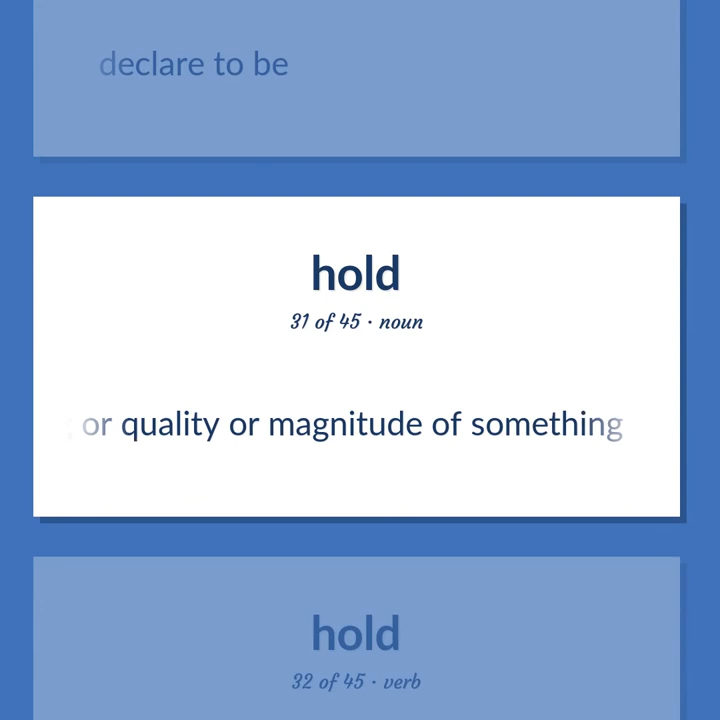 declare to be
hold
31 of 45 · noun
or quality or magnitude of something
hold
32 of 45 · verb